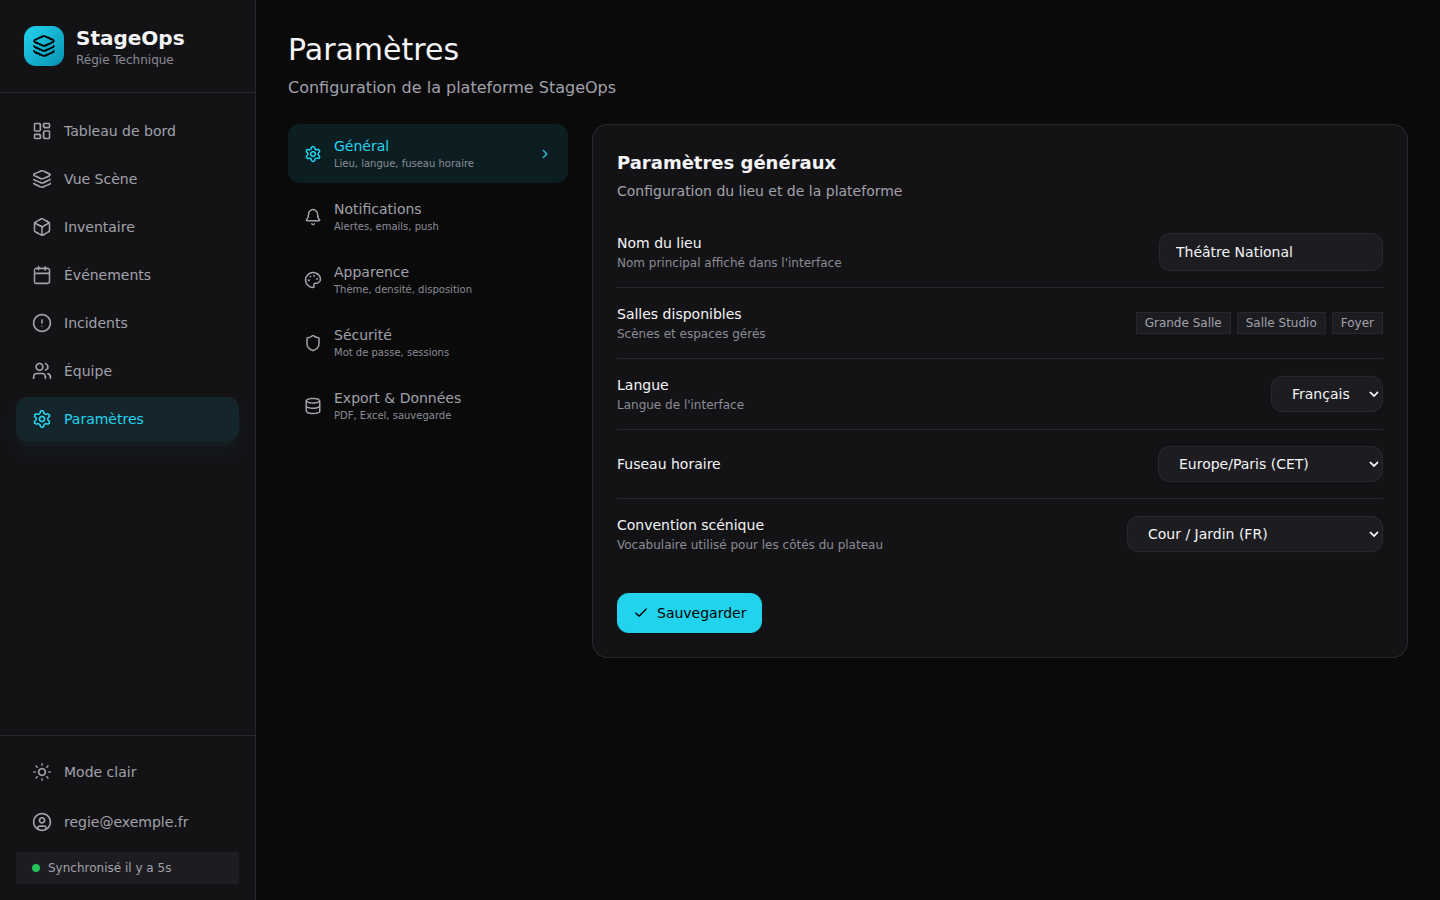 StageOps
Régie Technique
Tableau de bord
Vue Scène
Inventaire
Événements
Incidents
Équipe
Paramètres
Mode clair
regie@exemple.fr
Synchronisé il y a 5s
Paramètres
Configuration de la plateforme StageOps
Général
Lieu, langue, fuseau horaire
Notifications
Alertes, emails, push
Apparence
Thème, densité, disposition
Sécurité
Mot de passe, sessions
Export & Données
PDF, Excel, sauvegarde
Paramètres généraux
Configuration du lieu et de la plateforme
Nom du lieu
Nom principal affiché dans l'interface
Théâtre National
Salles disponibles
Scènes et espaces gérés
Grande Salle Salle Studio Foyer
Langue
Langue de l'interface
Français
Fuseau horaire
Europe/Paris (CET)
Convention scénique
Vocabulaire utilisé pour les côtés du plateau
Cour / Jardin (FR)
Sauvegarder